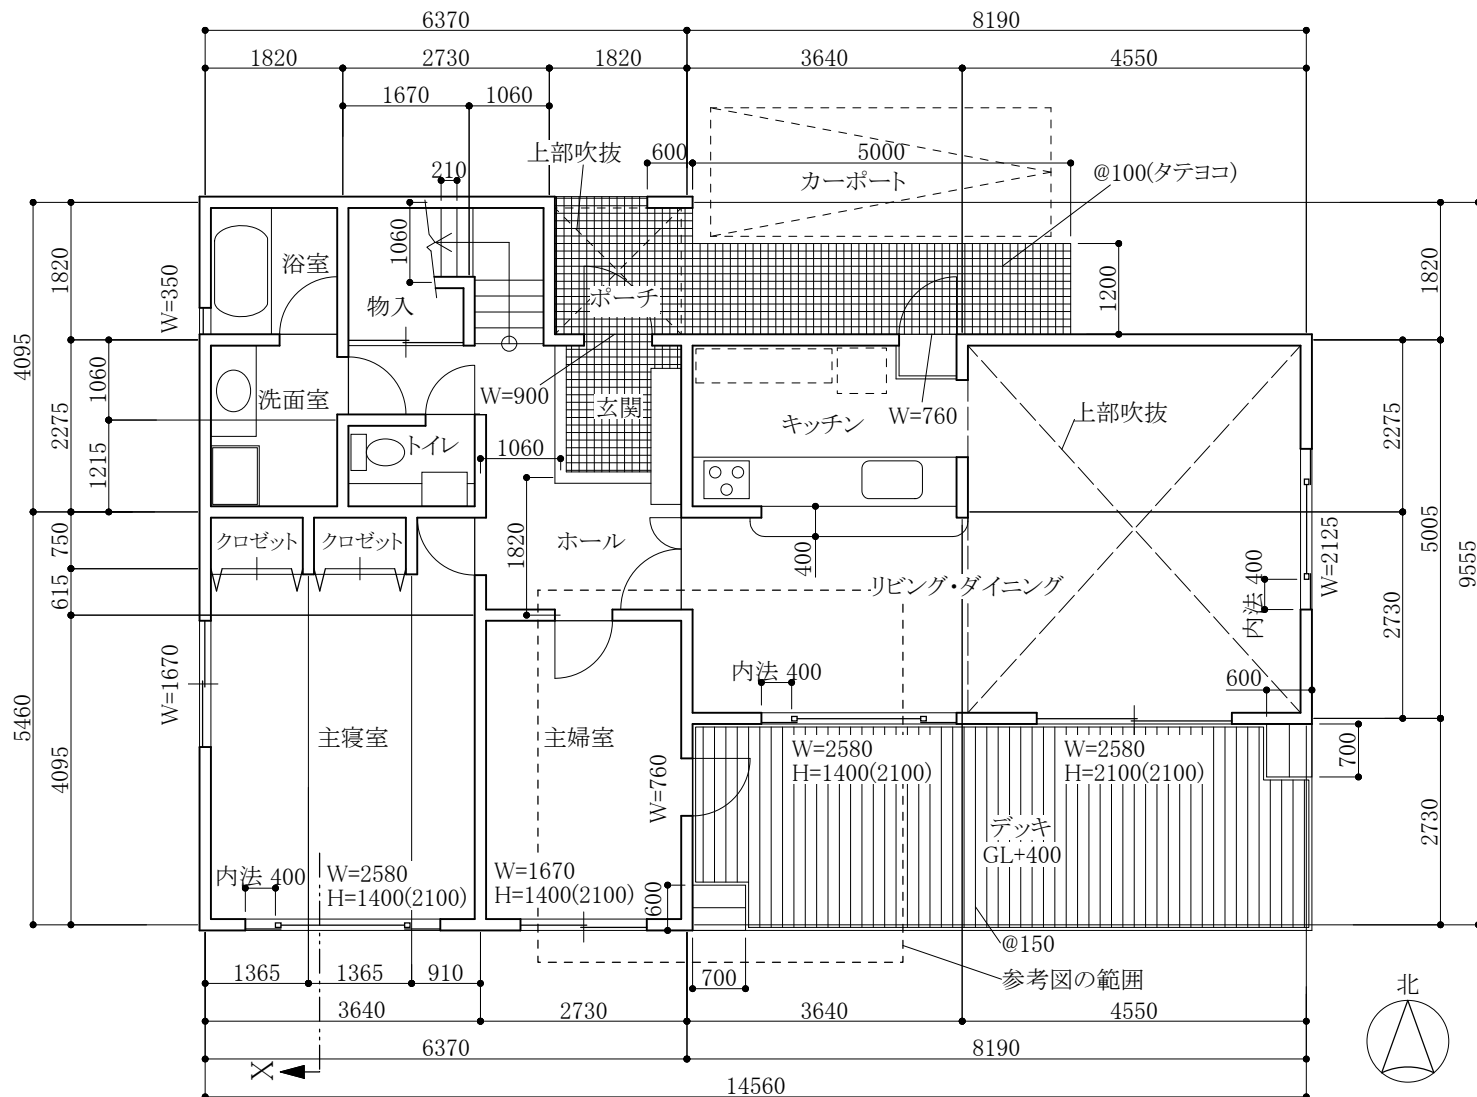 6370
8190
1820
2730
1820
3640
4550
1670
1060
上部吹抜
600
5000
210
カーポート
@100(タテヨコ)
1820
1060
浴室
W=350
物入
ポーチ
1200
1820
4095
1060
2275
1215
洗面室
W=900
玄関
キッチン
W=760
上部吹抜
2275
トイレ
1060
5005
9555
750
クロゼット
クロゼット
1820
ホール
400
W=2125
615
リビング・ダイニング
内法 400
2730
内法 400
600
W=1670
5460
4095
主寝室
主婦室
W=760
W=2580
H=1400(2100)
W=2580
H=2100(2100)
700
2730
デッキ
GL+400
内法 400
W=2580
H=1400(2100)
W=1670
H=1400(2100)
600
@150
参考図の範囲
1365
1365
910
700
北
3640
2730
3640
4550
6370
8190
X
14560